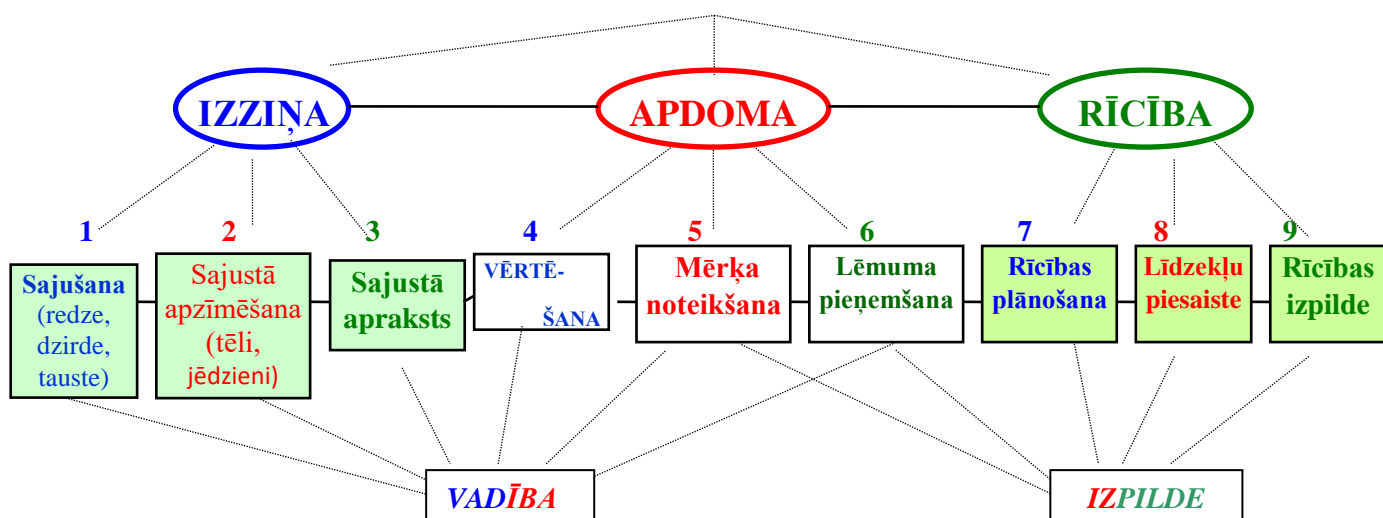 IZZIŅA
APDOMA
RĪCĪBA
1
2
3
4
5
6
7
8
9
Sajušana
(redze,
dzirde,
tauste)
Sajustā
apzīmēšana
(tēli,
jēdzieni)
Sajustā
apraksts
VĒRTĒ-
ŠANA
Mērķa
noteikšana
Lēmuma
pieņemšana
Rīcības
plānošana
Līdzekļu
piesaiste
Rīcības
izpilde
VADĪBA
IZPILDE